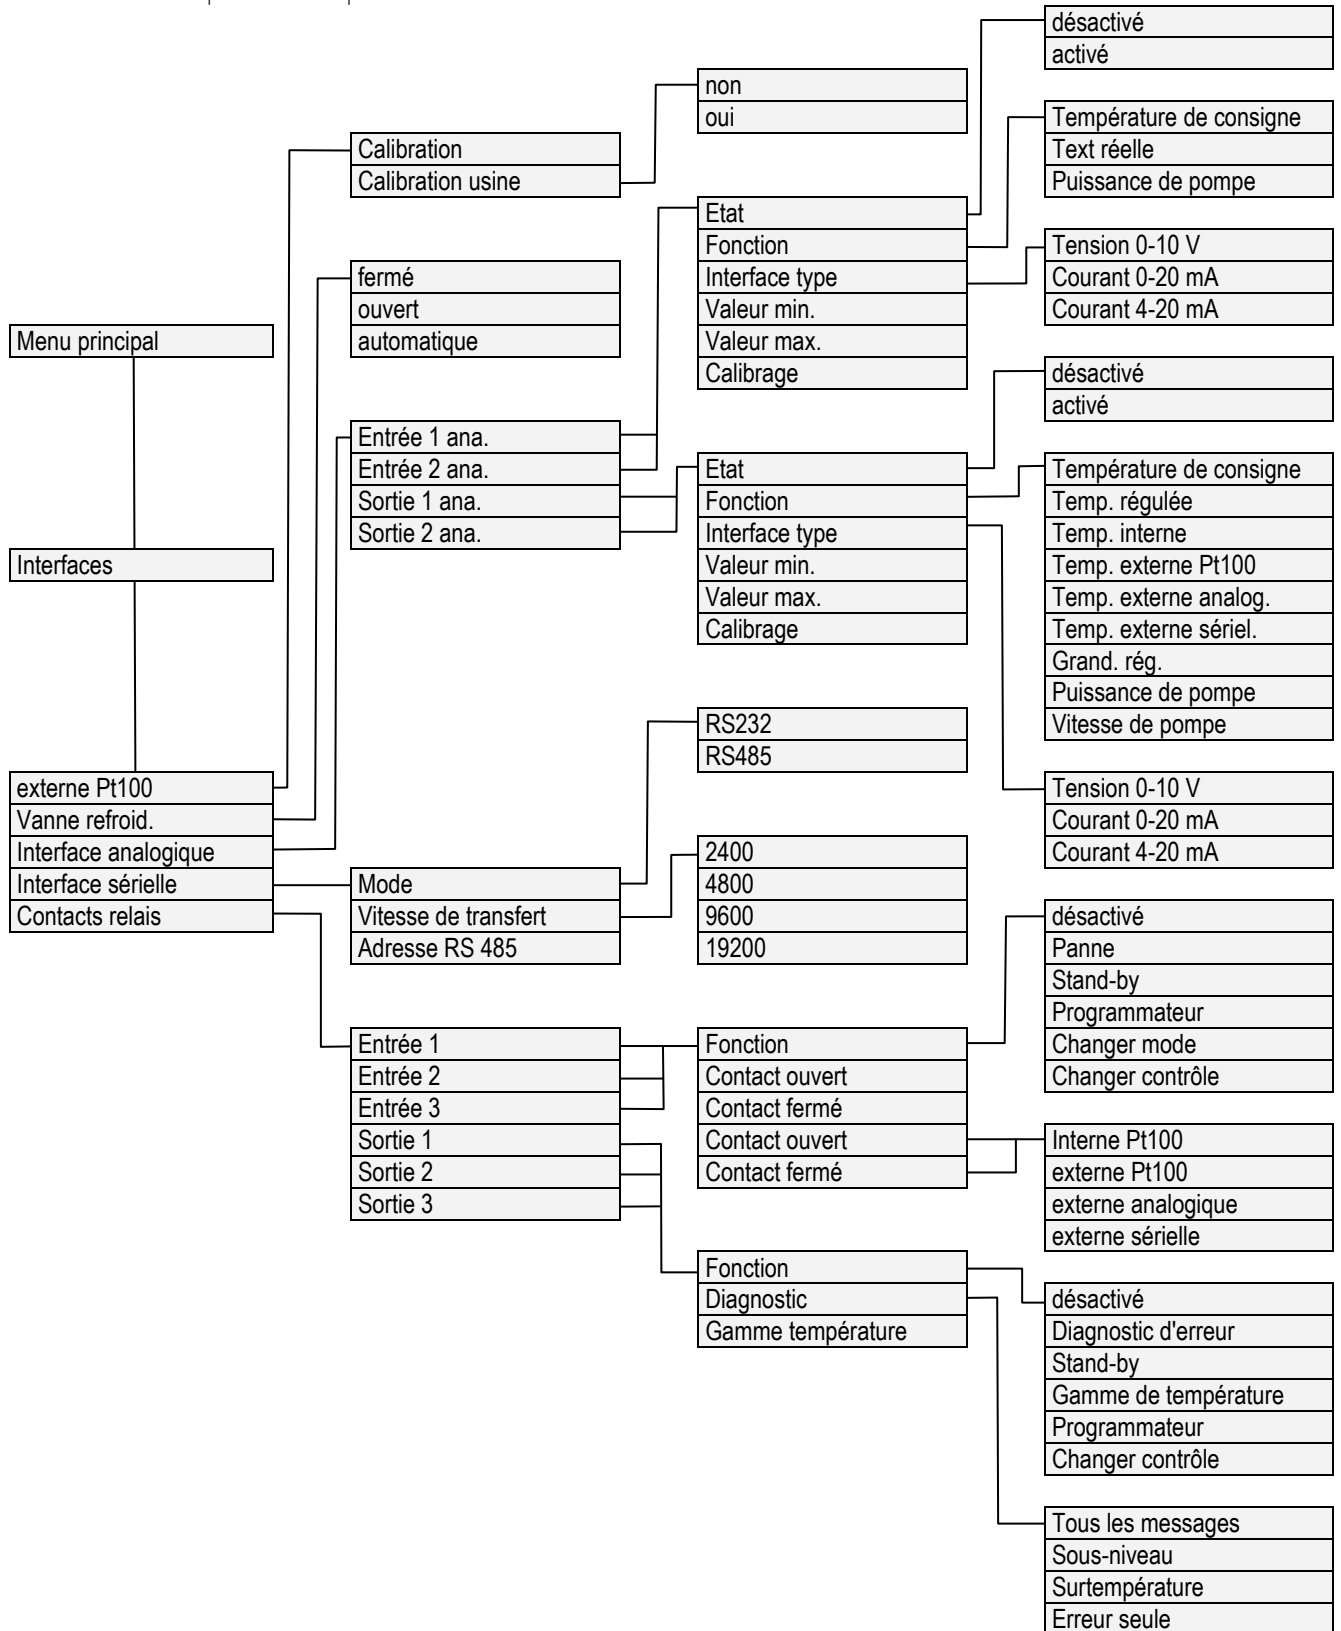 Menu principal
Interfaces
externe Pt100
Vanne refroid.
Interface analogique
Interface sérielle
Contacts relais
Calibration
Calibration usine
fermé
ouvert
automatique
Entrée 1 ana.
Entrée 2 ana.
Sortie 1 ana.
Sortie 2 ana.
Mode
Vitesse de transfert
Adresse RS 485
Entrée 1
Entrée 2
Entrée 3
Sortie 1
Sortie 2
Sortie 3
non
oui
Etat
Fonction
Interface type
Valeur min.
Valeur max.
Calibrage
Etat
Fonction
Interface type
Valeur min.
Valeur max.
Calibrage
RS232
RS485
2400
4800
9600
19200
Fonction
Contact ouvert
Contact fermé
Contact ouvert
Contact fermé
Fonction
Diagnostic
Gamme température
désactivé
activé
Température de consigne
Text réelle
Puissance de pompe
Tension 0-10 V
Courant 0-20 mA
Courant 4-20 mA
désactivé
activé
Température de consigne
Temp. régulée
Temp. interne
Temp. externe Pt100
Temp. externe analog.
Temp. externe sériel.
Grand. rég.
Puissance de pompe
Vitesse de pompe
Tension 0-10 V
Courant 0-20 mA
Courant 4-20 mA
désactivé
Panne
Stand-by
Programmateur
Changer mode
Changer contrôle
Interne Pt100
externe Pt100
externe analogique
externe sérielle
désactivé
Diagnostic d'erreur
Stand-by
Gamme de température
Programmateur
Changer contrôle
Tous les messages
Sous-niveau
Surtempérature
Erreur seule